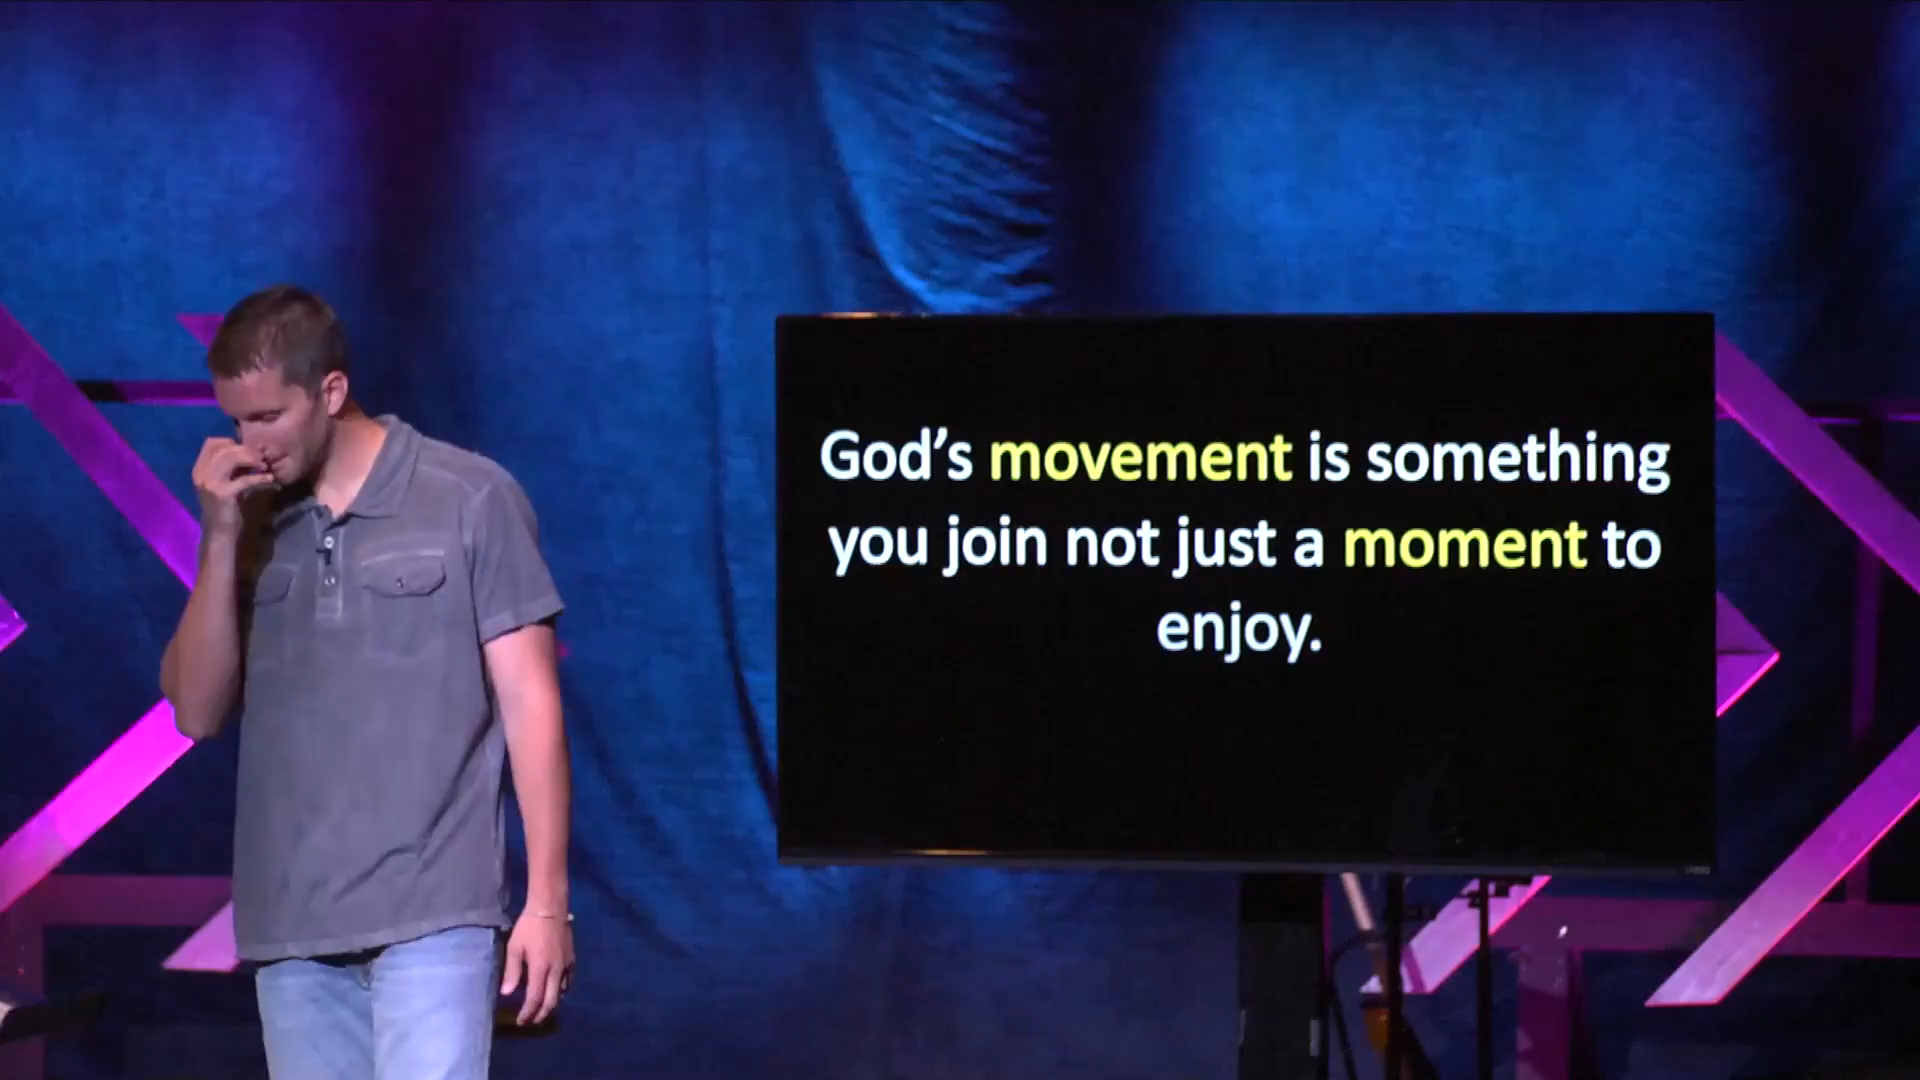 God’s movement is something
you join not just a moment to
enjoy.